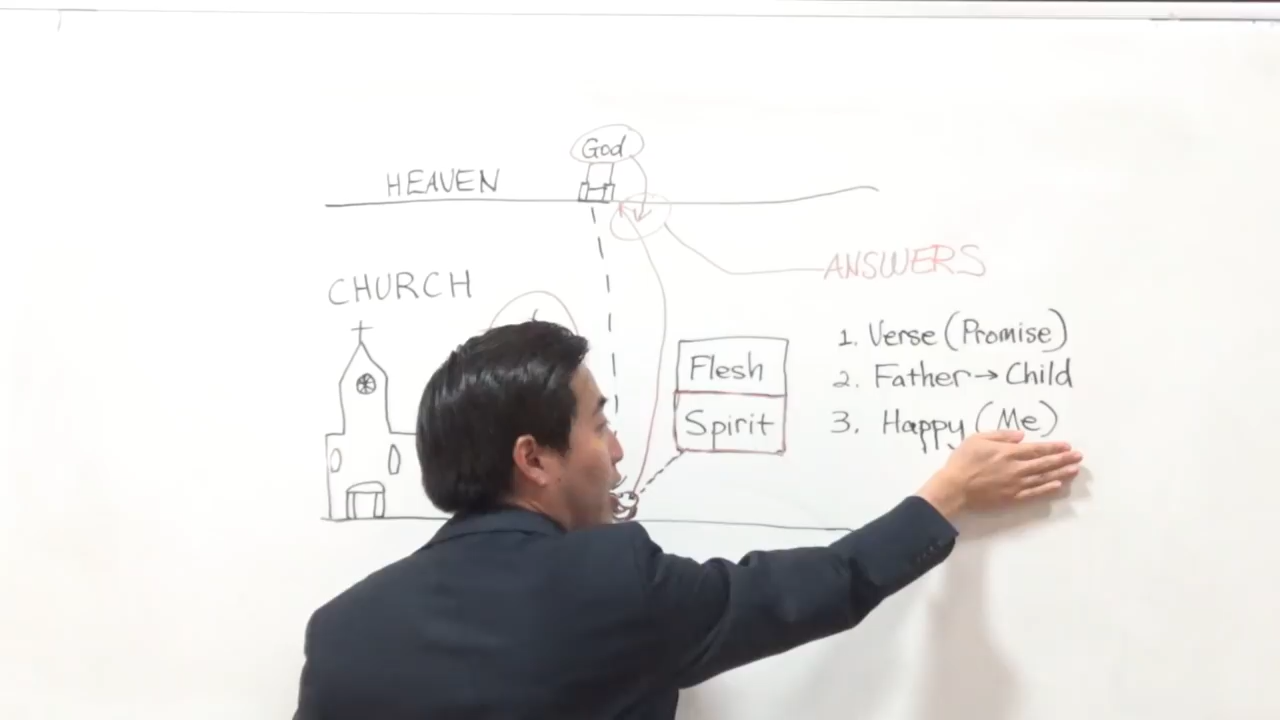 God
HEAVEN
ANSWERS
CHURCH
1. Verse (Promise)
Flesh
2. Father → Child
Spirit
3. Happy (Me)